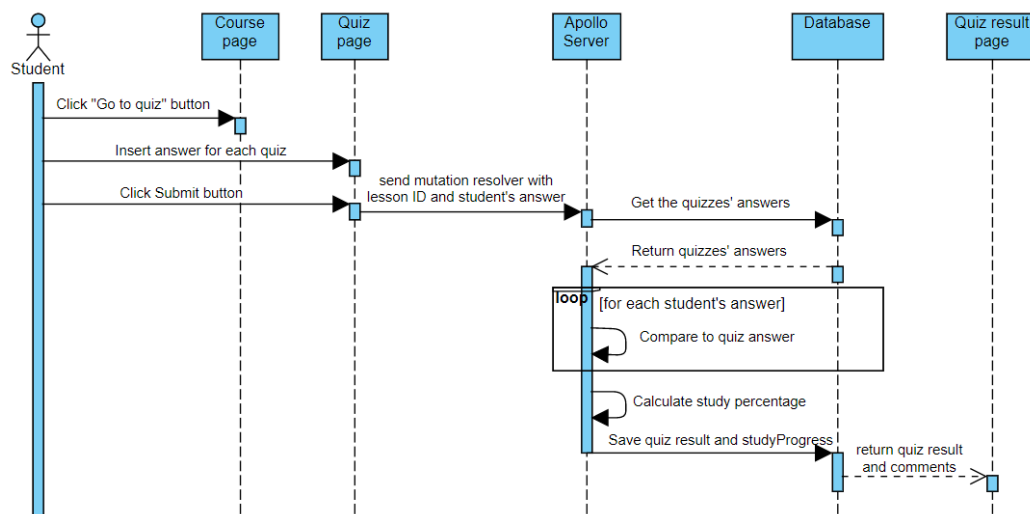 Course
page
Quiz
page
Apollo
Server
Database
Quiz result
page
Student
Click "Go to quiz" button
Insert answer for each quiz
Click Submit button
send mutation resolver with
lesson ID and student's answer
Get the quizzes' answers
Return quizzes' answers
loop
[for each student's answer]
Compare to quiz answer
Calculate study percentage
Save quiz result and studyProgress
return quiz result
and comments